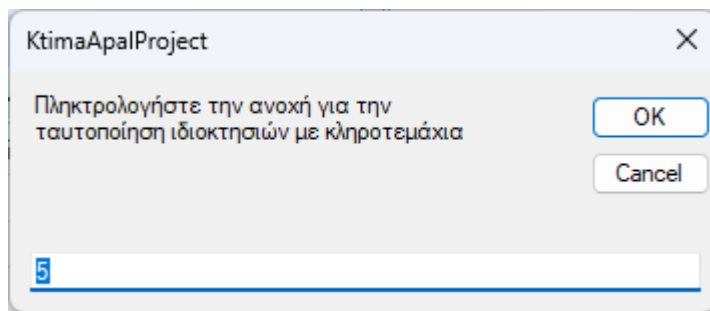 KtimaApalProject
Πληκτρολογήστε την ανοχή για την
ταυτοποίηση ιδιοκτησιών με κληροτεμάχια
OK
Cancel
5